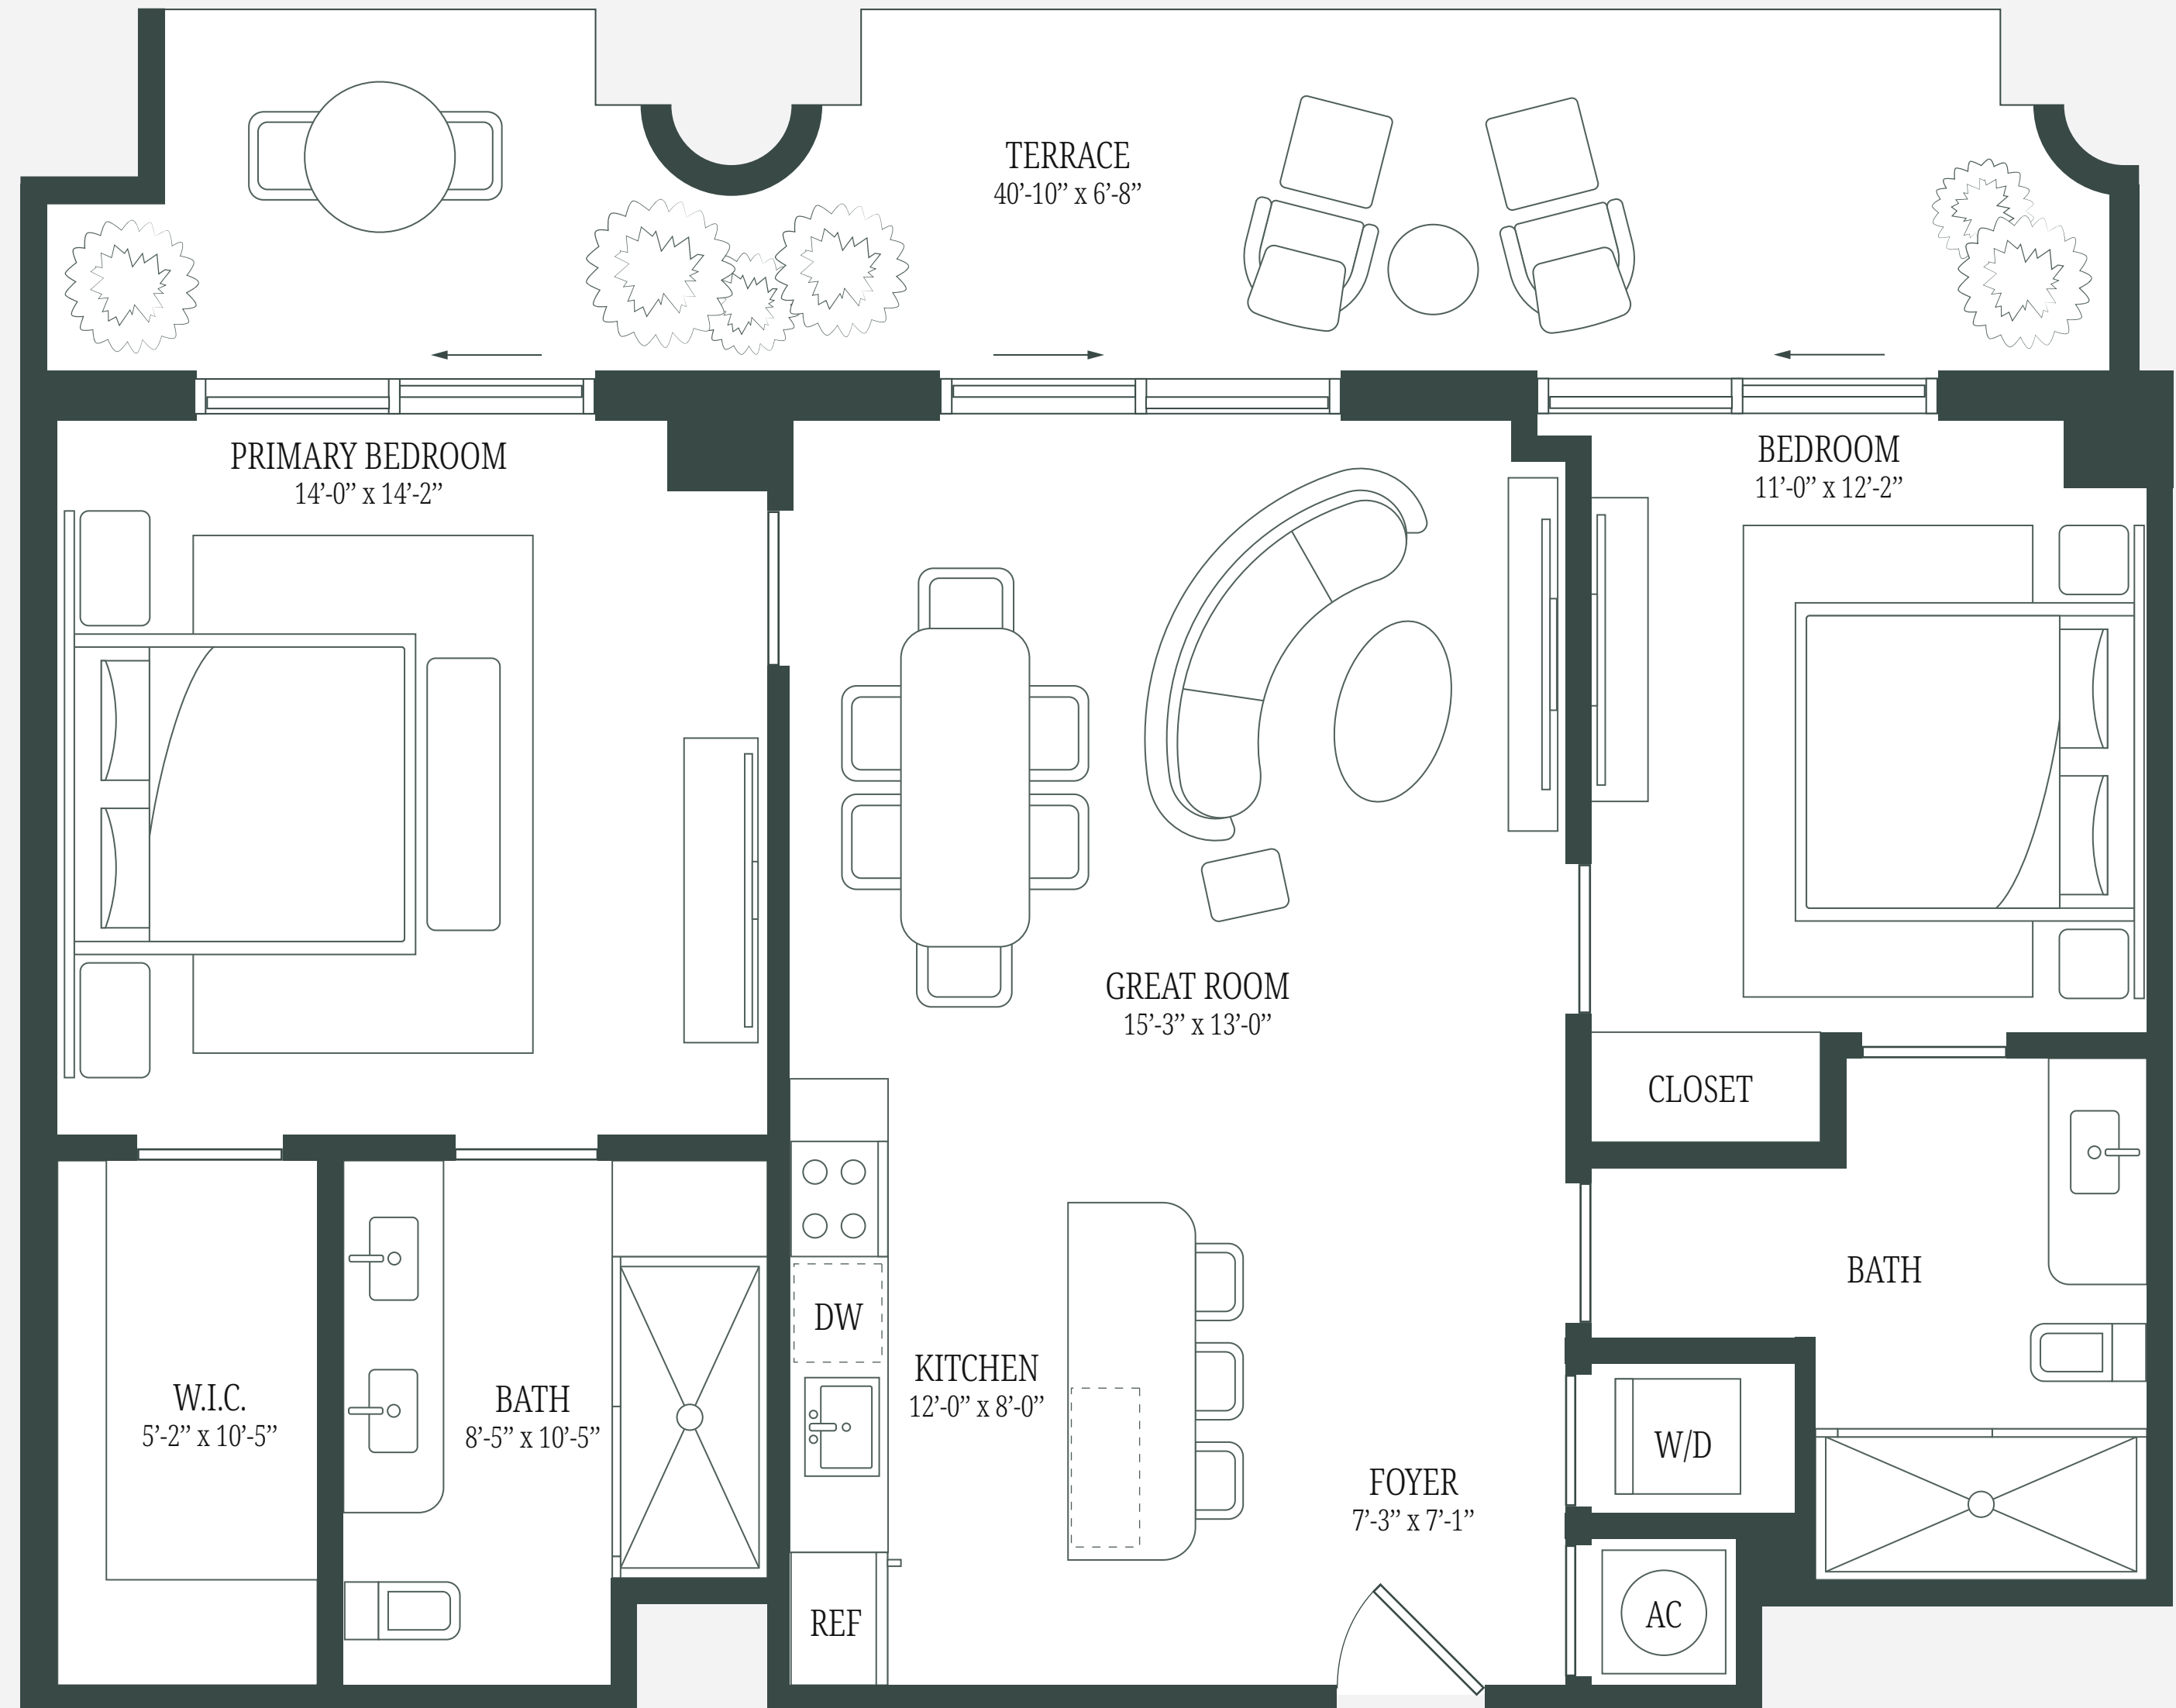 TERRACE
40’-10’’ x 6’-8’’
PRIMARY BEDROOM
14’-0’’ x 14’-2’’
BEDROOM
11’-0’’ x 12’-2’’
GREAT ROOM
15’-3’’ x 13’-0’’
CLOSET
BATH
DW
KITCHEN
12’-0’’ x 8’-0’’
W.I.C.
5’-2’’ x 10’-5’’
BATH
8’-5’’ x 10’-5’’
W/D
FOYER
7’-3’’ x 7’-1’’
REF
AC